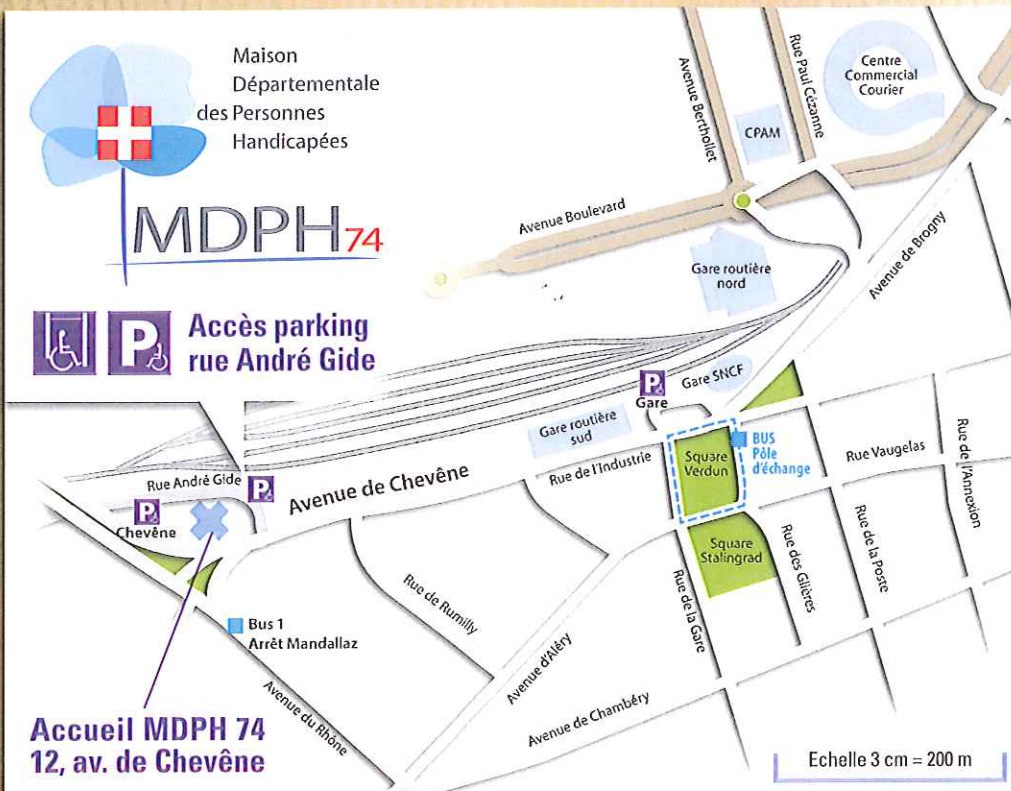 Maison
Départementale
des Personnes
Handicapées
MDPH 74
Accès parking
rue André Gide
P
Avenue Berthollet
Rue Paul Cézanne
Centre
Commercial
Courier
CPAM
Avenue Boulevard
Avenue de Brogny
Gare routière
nord
P
Gare
Gare SNCF
Gare routière
sud
BUS
Pôle
d'échange
Square
Verdun
Rue de l'Industrie
Rue Vaugelas
Rue de l'Annexion
Rue André Gide
P
Avenue de Chevêne
P
Chevêne
Square
Stalingrad
Rue des Glières
Rue de la Poste
Rue de Rumilly
Rue de la Gare
Bus 1
Arrêt Mandallaz
Avenue d'Aléry
Avenue du Rhône
Avenue de Chambéry
Accueil MDPH 74
12, av. de Chevêne
Echelle 3 cm = 200 m